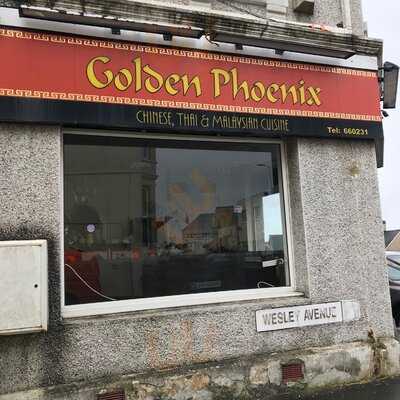 Golden Phoenix
CHINESE, THAI & MALAYSIAN CUISINE
Tel: 660231
WESLEY AVENUE